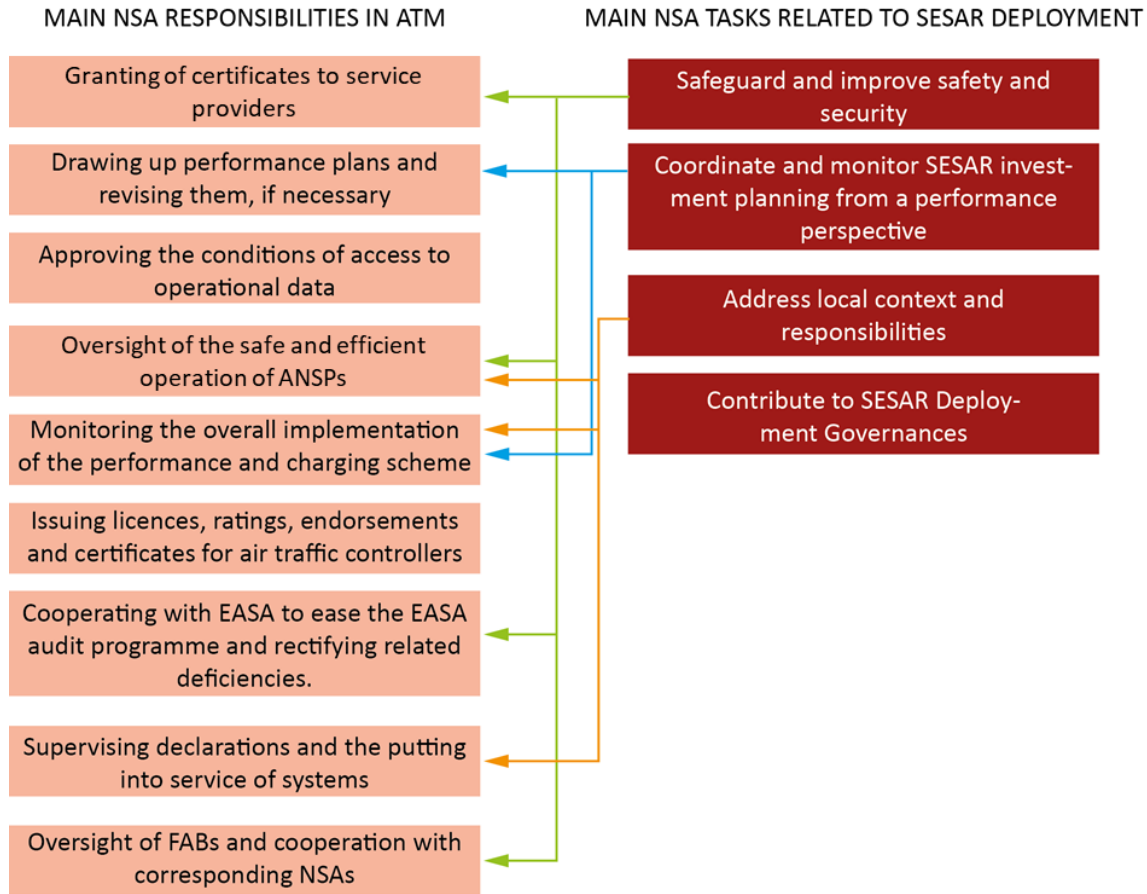 MAIN NSA RESPONSIBILITIES IN ATM
Granting of certificates to service
providers
Drawing up performance plans and
revising them, if necessary
Approving the conditions of access to
operational data
Oversight of the safe and efficient
operation of ANSPs
Monitoring the overall implementation
of the performance and charging scheme
Issuing licences, ratings, endorsements
and certificates for air traffic controllers
Cooperating with EASA to ease the EASA
audit programme and rectifying related
deficiencies.
Supervising declarations and the putting
into service of systems
Oversight of FABs and cooperation with
corresponding NSAs
MAIN NSA TASKS RELATED TO SESAR DEPLOYMENT
Safeguard and improve safety and
security
Coordinate and monitor SESAR invest-
ment planning from a performance
perspective
Address local context and
responsibilities
Contribute to SESAR Deploy-
ment Governances